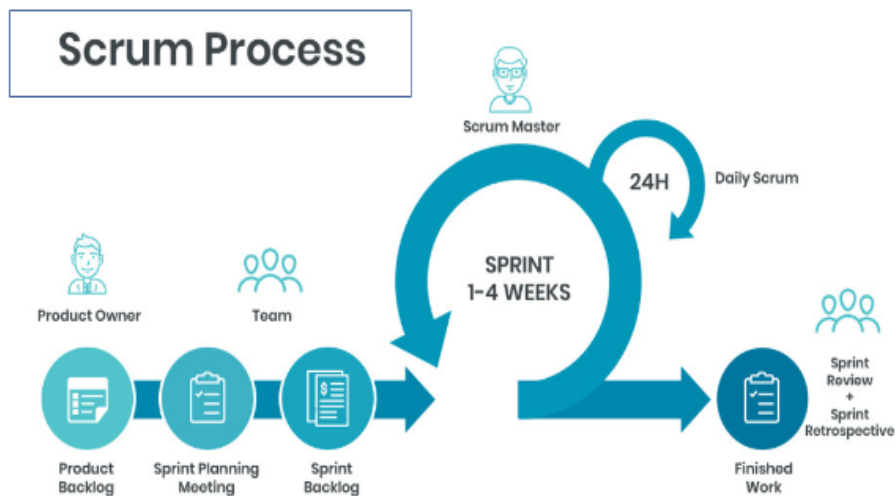 Scrum Process
Scrum Master
24H
Daily Scrum
SPRINT
1-4 WEEKS
Product Owner
Team
Product
Backlog
Sprint Planning
Meeting
Sprint
Backlog
$
Finished
Work
Sprint
Review
+
Sprint
Retrospective